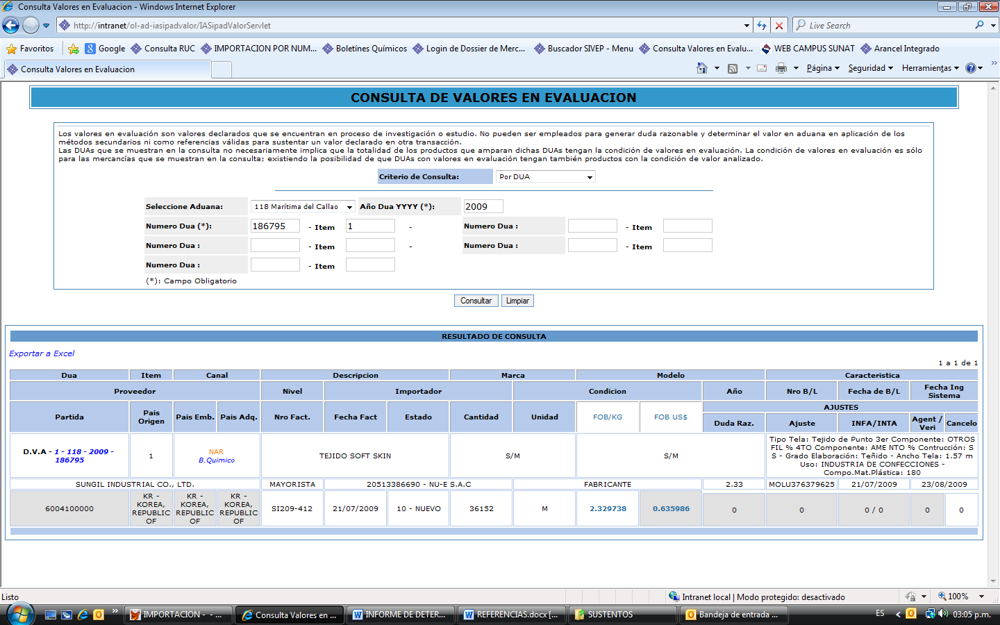 Consulta Valores en Evaluacion - Windows Internet Explorer
http://intranet/ol-ad-iasipadvalor/IASipadValorServlet
Live Search
Favoritos
Google
Consulta RUC
IMPORTACION POR NUM...
Boletínes Químicos
Login de Dossier de Merc...
Buscador SIVEP - Menu
Consulta Valores en Evalu...
WEB CAMPUS SUNAT
Arancel Integrado
Consulta Valores en Evaluacion
Página
Seguridad
Herramientas
CONSULTA DE VALORES EN EVALUACION
Los valores en evaluación son valores declarados que se encuentran en proceso de investigación o estudio. No pueden ser empleados para generar duda razonable y determinar el valor en aduana en aplicación de los
métodos secundarios ni como referencias válidas para sustentar un valor declarado en otra transacción.
Las DUAs que se muestran en la consulta no necesariamente implica que la totalidad de los productos que amparan dichas DUAs tengan la condición de valores en evaluación. La condición de valores en evaluación es sólo
para las mercancías que se muestran en la consulta; existiendo la posibilidad de que DUAs con valores en evaluación tengan también productos con la condición de valor analizado.
Criterio de Consulta: Por DUA
Seleccione Aduana: 118 Marítima del Callao Año Dua YYYY (*): 2009
Numero Dua (*): 186795 - Item 1 - Numero Dua : - Item
Numero Dua : - Item - Numero Dua : - Item
Numero Dua : - Item
(*): Campo Obligatorio
Consultar Limpiar
RESULTADO DE CONSULTA
Exportar a Excel
1 a 1 de 1
Dua Item Canal Descripcion Marca Modelo Caracteristica
Proveedor Nivel Importador Condicion Año Nro B/L Fecha de B/L Fecha Ing
Sistema
Partida Pais
Origen Pais Emb. Pais Adq. Nro Fact. Fecha Fact Estado Cantidad Unidad FOB/KG FOB US$ AJUSTES
Duda Raz. Ajuste INFA/INTA Agent /
Veri Cancelo
D.V.A - 1 - 118 - 2009 -
186795
1
NAR
B.Quimico
TEJIDO SOFT SKIN
S/M
S/M
Tipo Tela: Tejido de Punto 3er Componente: OTROS
FIL % 4TO Componente: AME NTO % Contrucción: S
S - Grado Elaboración: Teñido - Ancho Tela: 1.57 m
Uso: INDUSTRIA DE CONFECCIONES -
Compo.Mat.Plástica: 180
SUNGIL INDUSTRIAL CO., LTD. MAYORISTA 20513386690 - NU-E S.A.C FABRICANTE 2.33 MOLU376379625 21/07/2009 23/08/2009
6004100000
KR -
KOREA,
REPUBLIC
OF
KR -
KOREA,
REPUBLIC
OF
KR -
KOREA,
REPUBLIC
OF
SI209-412 21/07/2009 10 - NUEVO 36152 M 2.329738 0.635986 0 0 0 / 0 0 0
Listo
Intranet local | Modo protegido: desactivado
100%
IMPORTACION - - ...
Consulta Valores en ...
INFORME DE DETER...
REFERENCIAS.docx [...
SUSTENTOS
Bandeja de entrada ...
ES
03:05 p.m.